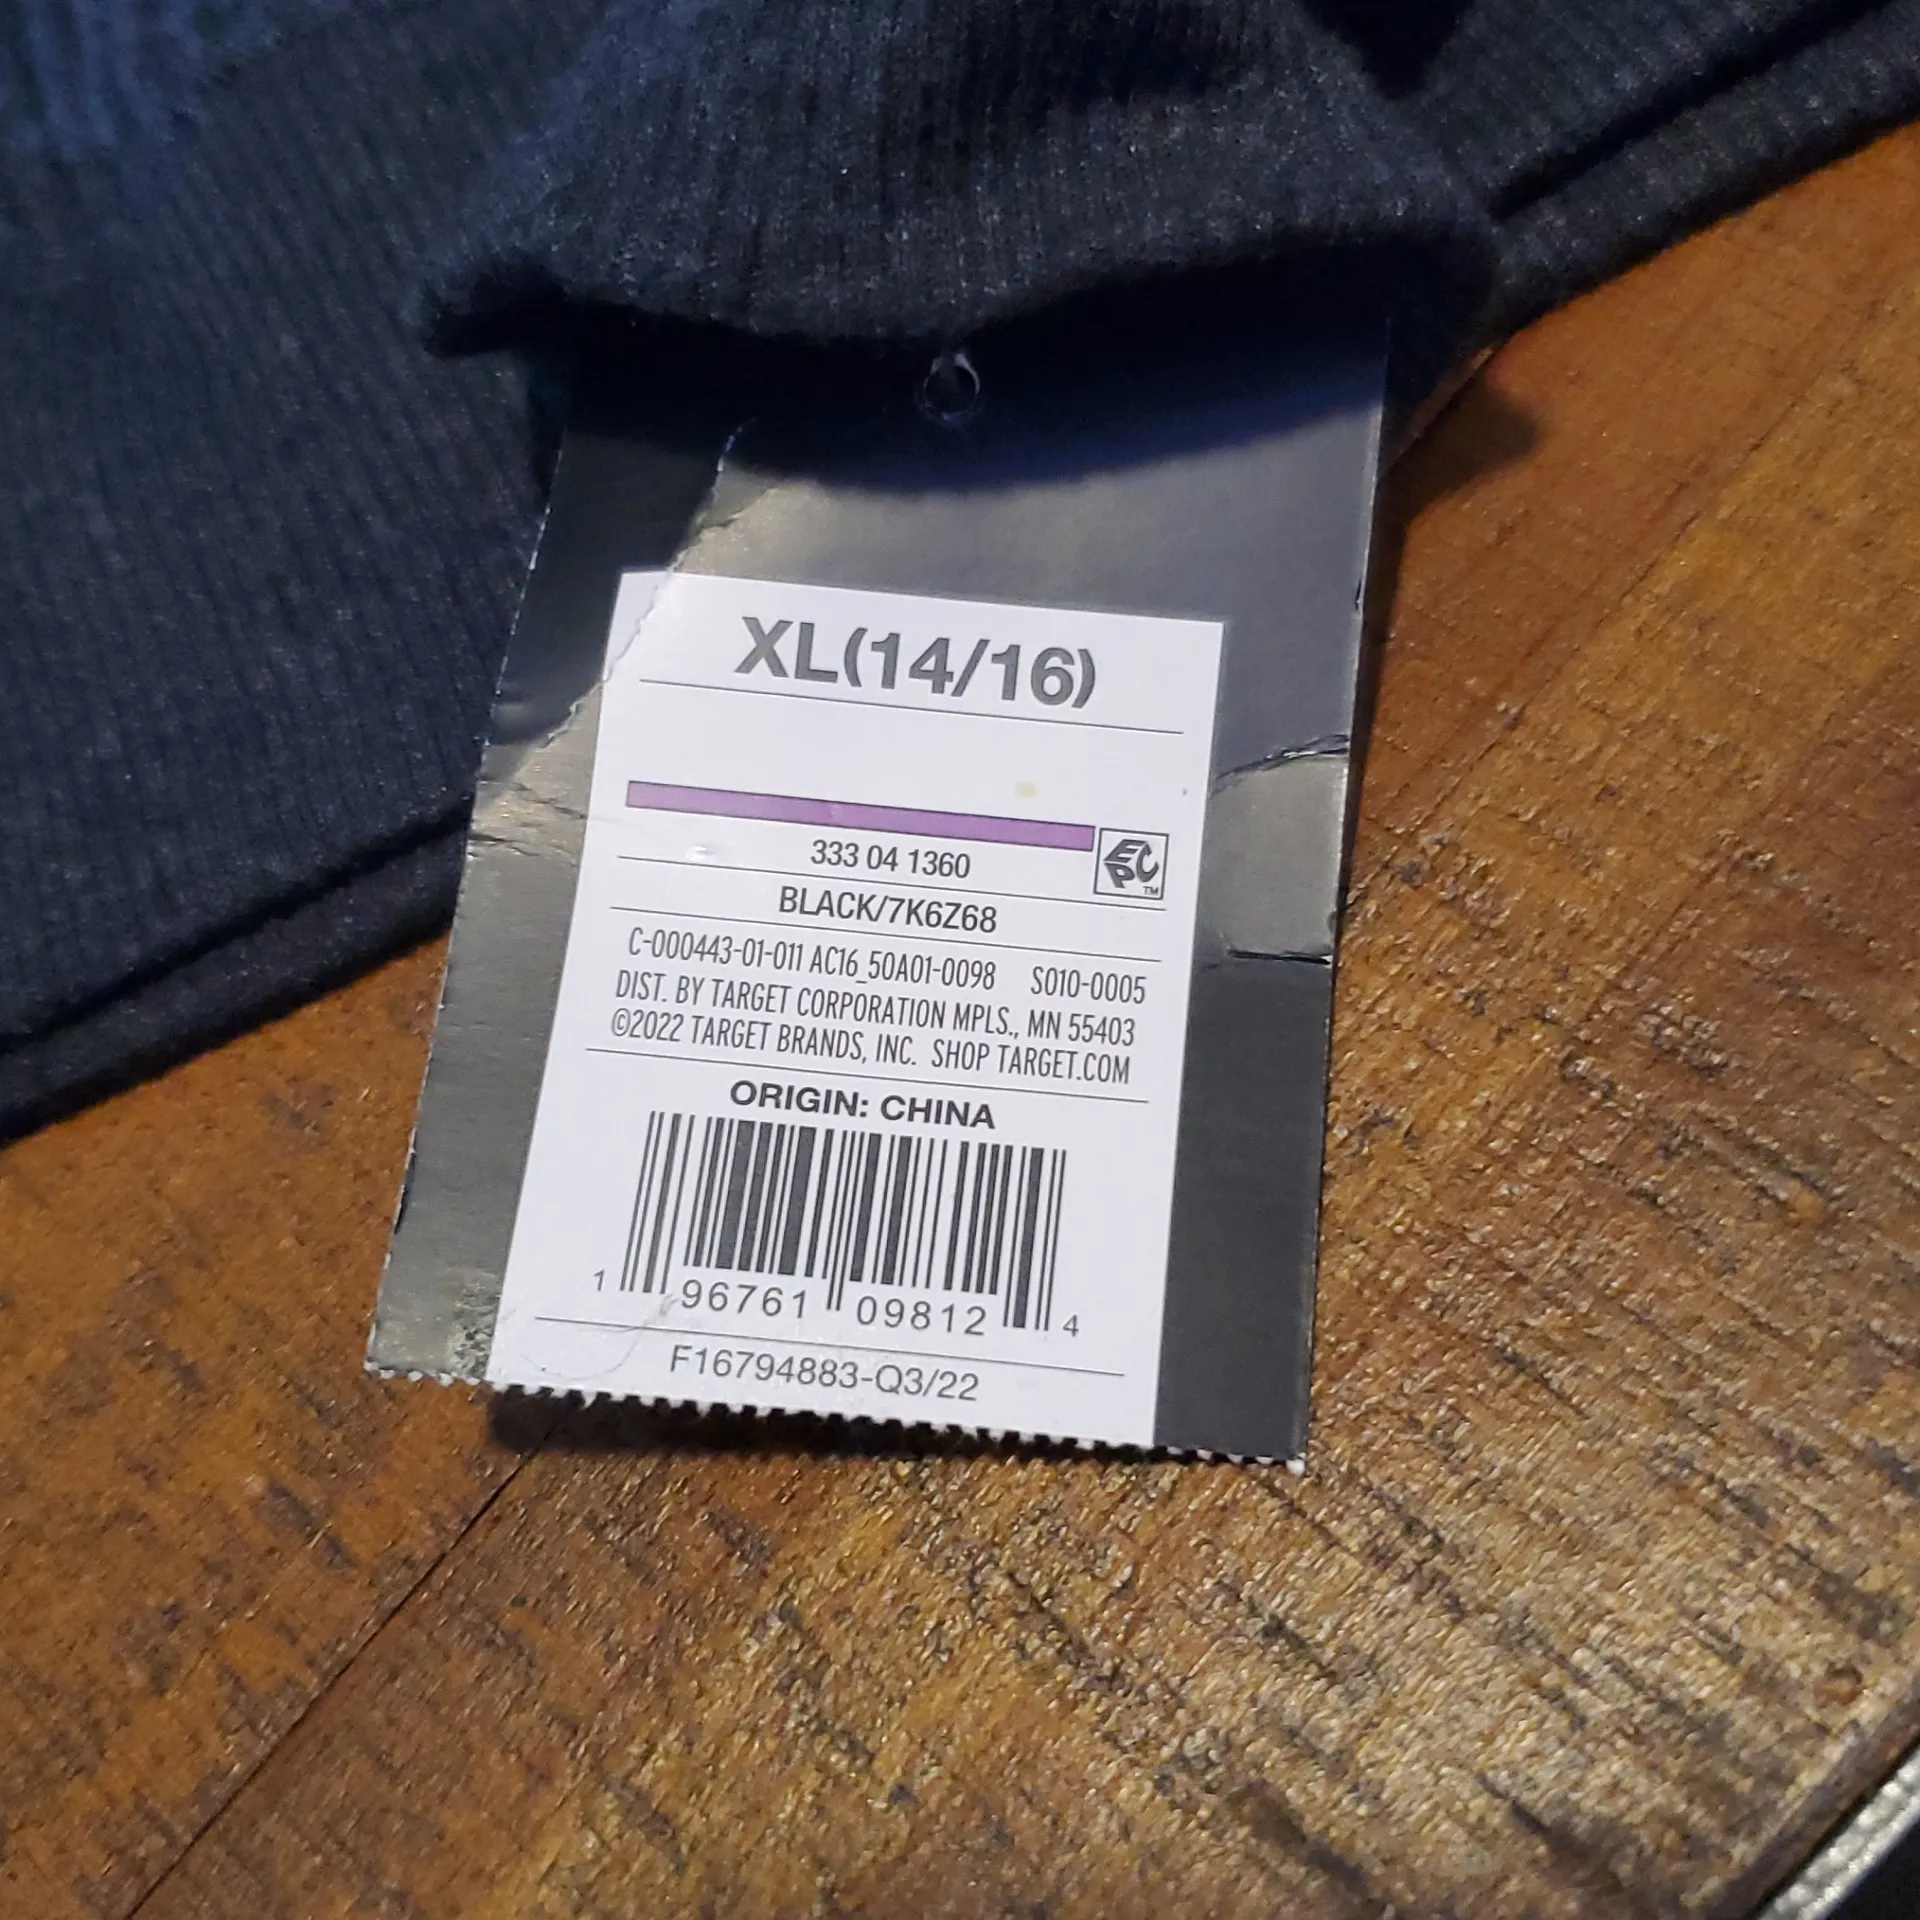 XL(14/16)
333 04 1360
EPC™
BLACK/7K6Z68
C-000443-01-011 AC16_50A01-0098 S010-0005
DIST. BY TARGET CORPORATION MPLS., MN 55403
©2022 TARGET BRANDS, INC. SHOP TARGET.COM
ORIGIN: CHINA
1 96761 09812 4
F16794883-Q3/22